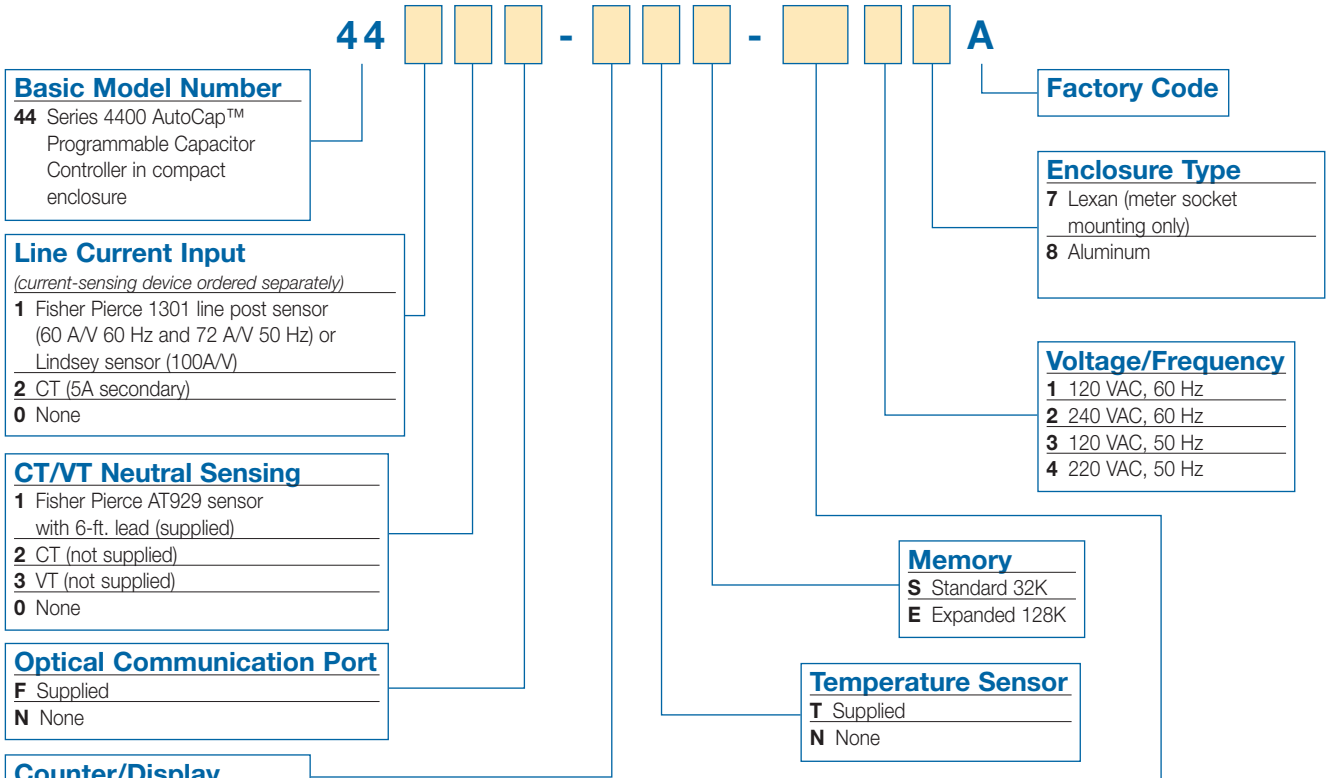 44 - - A
Basic Model Number
44 Series 4400 AutoCap™
Programmable Capacitor
Controller in compact
enclosure
Line Current Input
(current-sensing device ordered separately)
1 Fisher Pierce 1301 line post sensor
(60 A/V 60 Hz and 72 A/V 50 Hz) or
Lindsey sensor (100A/V)
2 CT (5A secondary)
0 None
CT/VT Neutral Sensing
1 Fisher Pierce AT929 sensor
with 6-ft. lead (supplied)
2 CT (not supplied)
3 VT (not supplied)
0 None
Optical Communication Port
F Supplied
N None
Counter/Display
Factory Code
Enclosure Type
7 Lexan (meter socket
mounting only)
8 Aluminum
Voltage/Frequency
1 120 VAC, 60 Hz
2 240 VAC, 60 Hz
3 120 VAC, 50 Hz
4 220 VAC, 50 Hz
Memory
S Standard 32K
E Expanded 128K
Temperature Sensor
T Supplied
N None